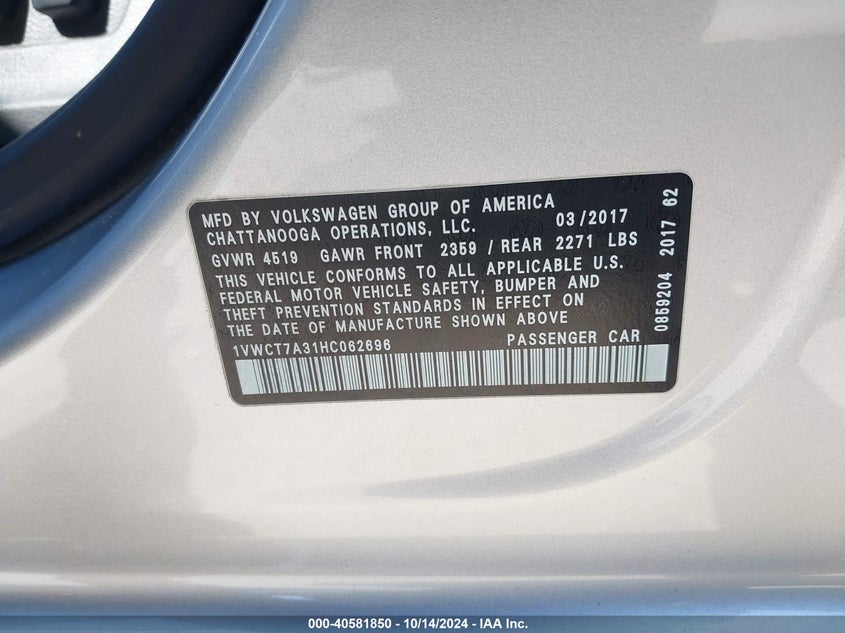 MFD BY VOLKSWAGEN GROUP OF AMERICA
CHATTANOOGA OPERATIONS, LLC. 03/2017
GVWR 4519 GAWR FRONT 2359 / REAR 2271 LBS
THIS VEHICLE CONFORMS TO ALL APPLICABLE U.S.
FEDERAL MOTOR VEHICLE SAFETY, BUMPER AND
THEFT PREVENTION STANDARDS IN EFFECT ON
THE DATE OF MANUFACTURE SHOWN ABOVE
1VWCT7A31HC062696 PASSENGER CAR
0859204 2017 62
000-40581850 - 10/14/2024 - IAA Inc.